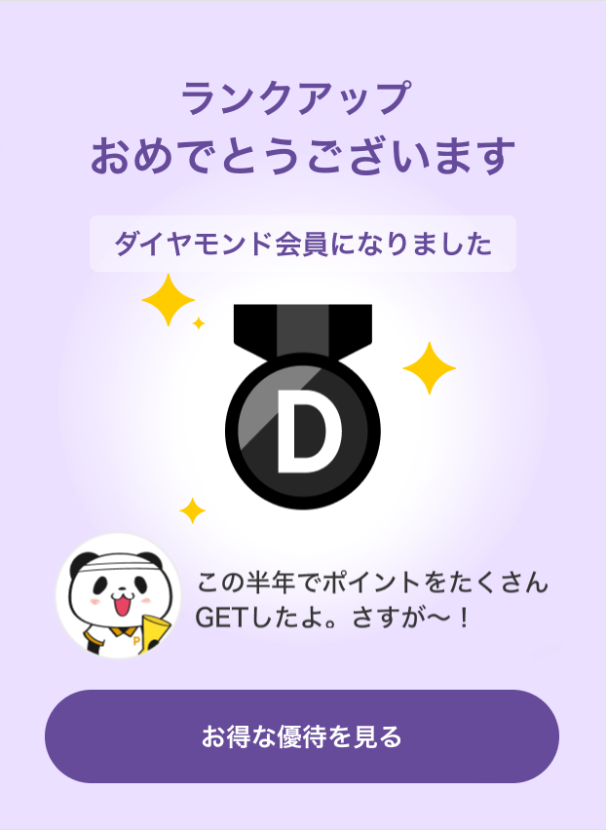 ランクアップ
おめでとうございます
ダイヤモンド会員になりました
D
この半年でポイントをたくさん
GETしたよ。さすが〜！
P
お得な優待を見る